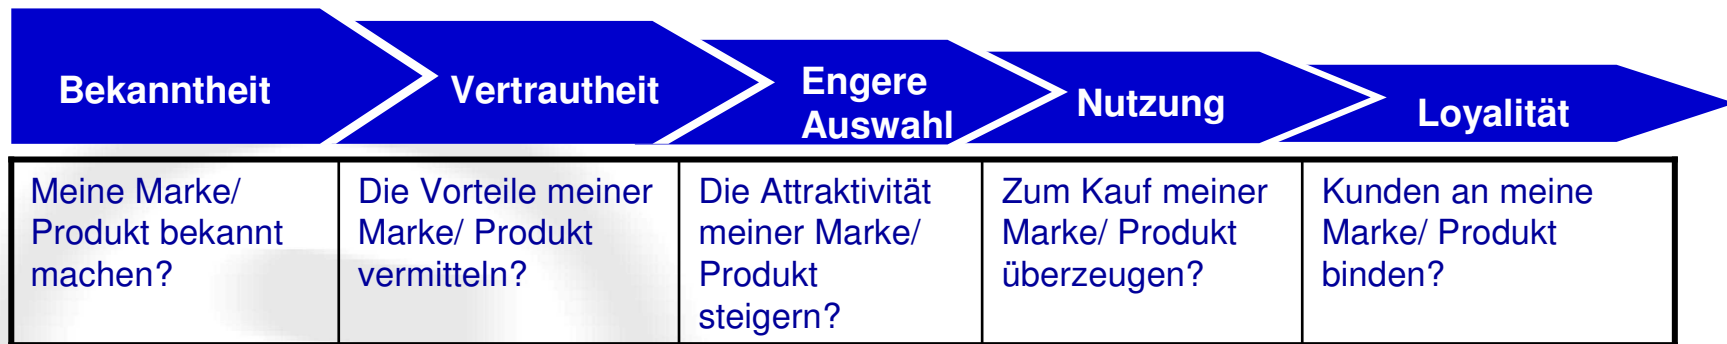 Bekanntheit
Vertrautheit
Engere
Auswahl
Nutzung
Loyalität
Meine Marke/
Produkt bekannt
machen?
Die Vorteile meiner
Marke/ Produkt
vermitteln?
Die Attraktivität
meiner Marke/
Produkt
steigern?
Zum Kauf meiner
Marke/ Produkt
überzeugen?
Kunden an meine
Marke/ Produkt
binden?